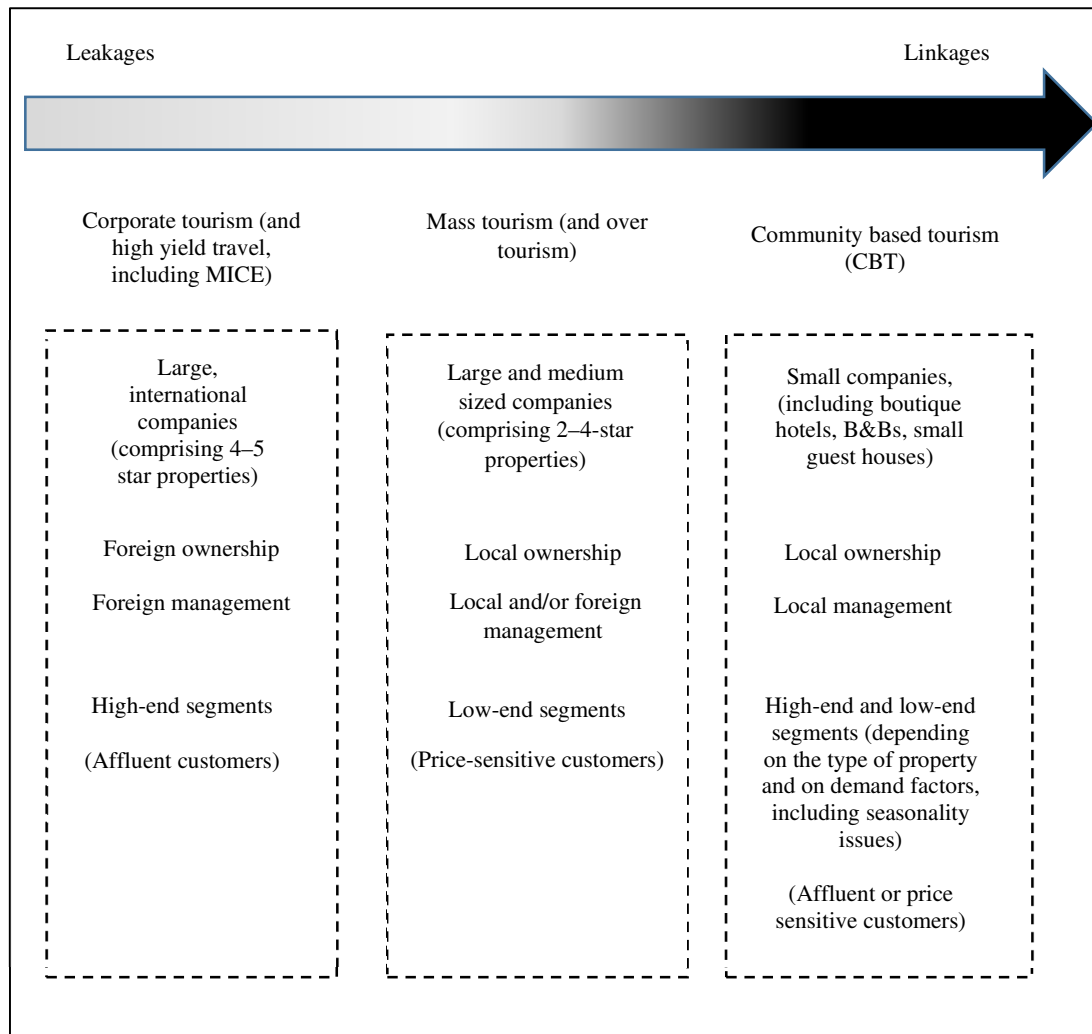 Leakages
Linkages
Corporate tourism (and
high yield travel,
including MICE)
Mass tourism (and over
tourism)
Community based tourism
(CBT)
Large,
international
companies
(comprising 4–5
star properties)
Foreign ownership
Foreign management
High-end segments
(Affluent customers)
Large and medium
sized companies
(comprising 2–4-star
properties)
Local ownership
Local and/or foreign
management
Low-end segments
(Price-sensitive customers)
Small companies,
(including boutique
hotels, B&Bs, small
guest houses)
Local ownership
Local management
High-end and low-end
segments (depending
on the type of property
and on demand factors,
including seasonality
issues)
(Affluent or price
sensitive customers)